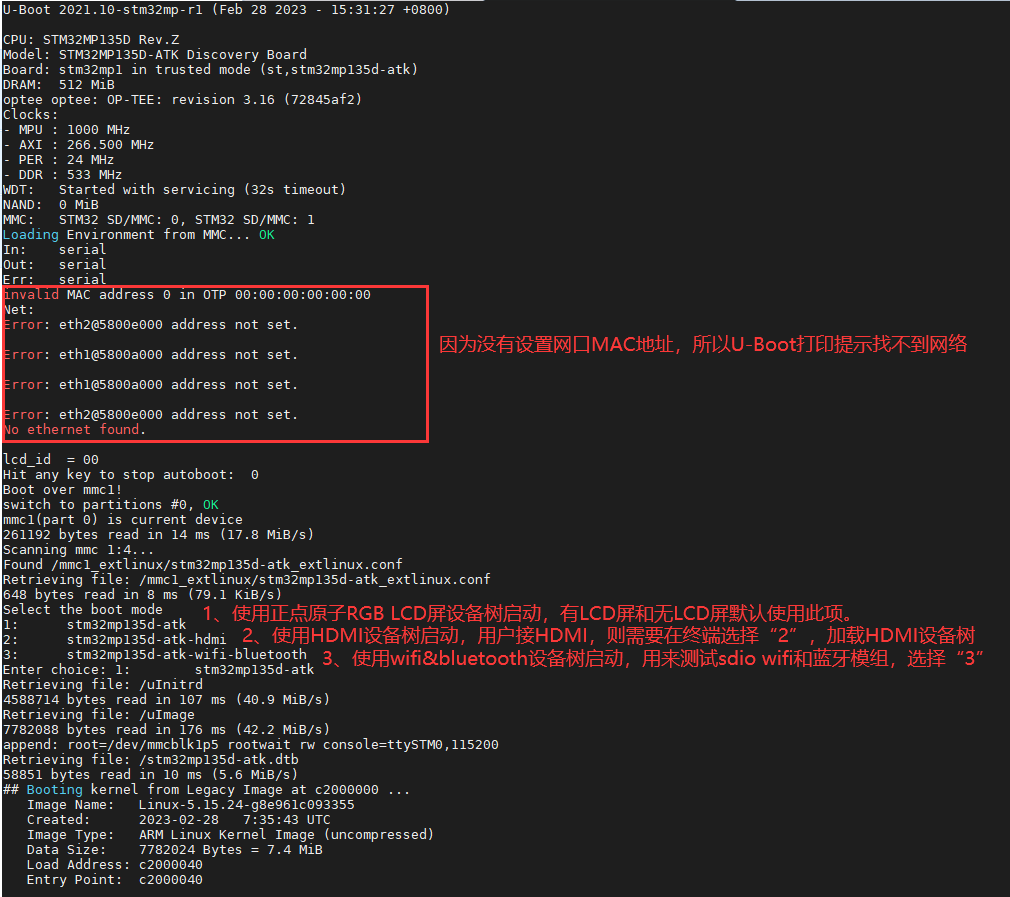 U-Boot 2021.10-stm32mp-r1 (Feb 28 2023 - 15:31:27 +0800)
CPU: STM32MP135D Rev.Z
Model: STM32MP135D-ATK Discovery Board
Board: stm32mp1 in trusted mode (st,stm32mp135d-atk)
DRAM:  512 MiB
optee optee: OP-TEE: revision 3.16 (72845af2)
Clocks:
- MPU : 1000 MHz
- AXI : 266.500 MHz
- PER : 24 MHz
- DDR : 533 MHz
WDT:   Started with servicing (32s timeout)
NAND:  0 MiB
MMC:   STM32 SD/MMC: 0, STM32 SD/MMC: 1
Loading Environment from MMC... OK
In:    serial
Out:   serial
Err:   serial
invalid MAC address 0 in OTP 00:00:00:00:00:00
Net:
Error: eth2@5800e000 address not set.
因为没有设置网口MAC地址，所以U-Boot打印提示找不到网络
Error: eth1@5800a000 address not set.
Error: eth1@5800a000 address not set.
Error: eth2@5800e000 address not set.
No ethernet found.
lcd_id  = 00
Hit any key to stop autoboot:  0
Boot over mmc1!
switch to partitions #0, OK
mmc1(part 0) is current device
261192 bytes read in 14 ms (17.8 MiB/s)
Scanning mmc 1:4...
Found /mmc1_extlinux/stm32mp135d-atk_extlinux.conf
Retrieving file: /mmc1_extlinux/stm32mp135d-atk_extlinux.conf
648 bytes read in 8 ms (79.1 KiB/s)
Select the boot mode
1、使用正点原子RGB LCD屏设备树启动，有LCD屏和无LCD屏默认使用此项。
1:      stm32mp135d-atk
2:      stm32mp135d-atk-hdmi
2、使用HDMI设备树启动，用户接HDMI，则需要在终端选择“2”，加载HDMI设备树
3:      stm32mp135d-atk-wifi-bluetooth
3、使用wifi&bluetooth设备树启动，用来测试sdio wifi和蓝牙模组，选择“3”
Enter choice: 1:        stm32mp135d-atk
Retrieving file: /uInitrd
4588714 bytes read in 107 ms (40.9 MiB/s)
Retrieving file: /uImage
7782088 bytes read in 176 ms (42.2 MiB/s)
append: root=/dev/mmcblk1p5 rootwait rw console=ttySTM0,115200
Retrieving file: /stm32mp135d-atk.dtb
58851 bytes read in 10 ms (5.6 MiB/s)
## Booting kernel from Legacy Image at c2000000 ...
   Image Name:   Linux-5.15.24-g8e961c093355
   Created:      2023-02-28   7:35:43 UTC
   Image Type:   ARM Linux Kernel Image (uncompressed)
   Data Size:    7782024 Bytes = 7.4 MiB
   Load Address: c2000040
   Entry Point:  c2000040